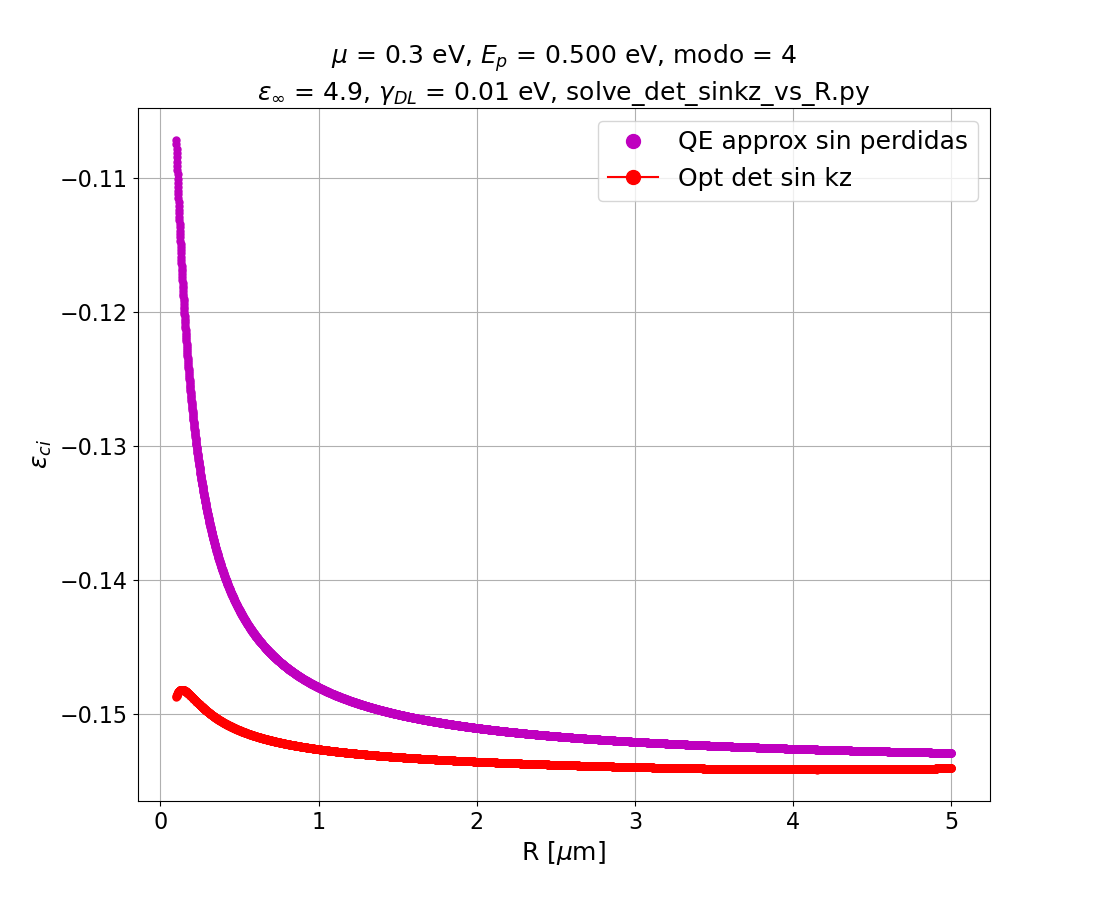 μ = 0.3 eV, E_p = 0.500 eV, modo = 4
ε_∞ = 4.9, γ_DL = 0.01 eV, solve_det_sinkz_vs_R.py
QE approx sin perdidas
Opt det sin kz
−0.11
−0.12
−0.13
−0.14
−0.15
ε_ci
0 1 2 3 4 5
R [μm]